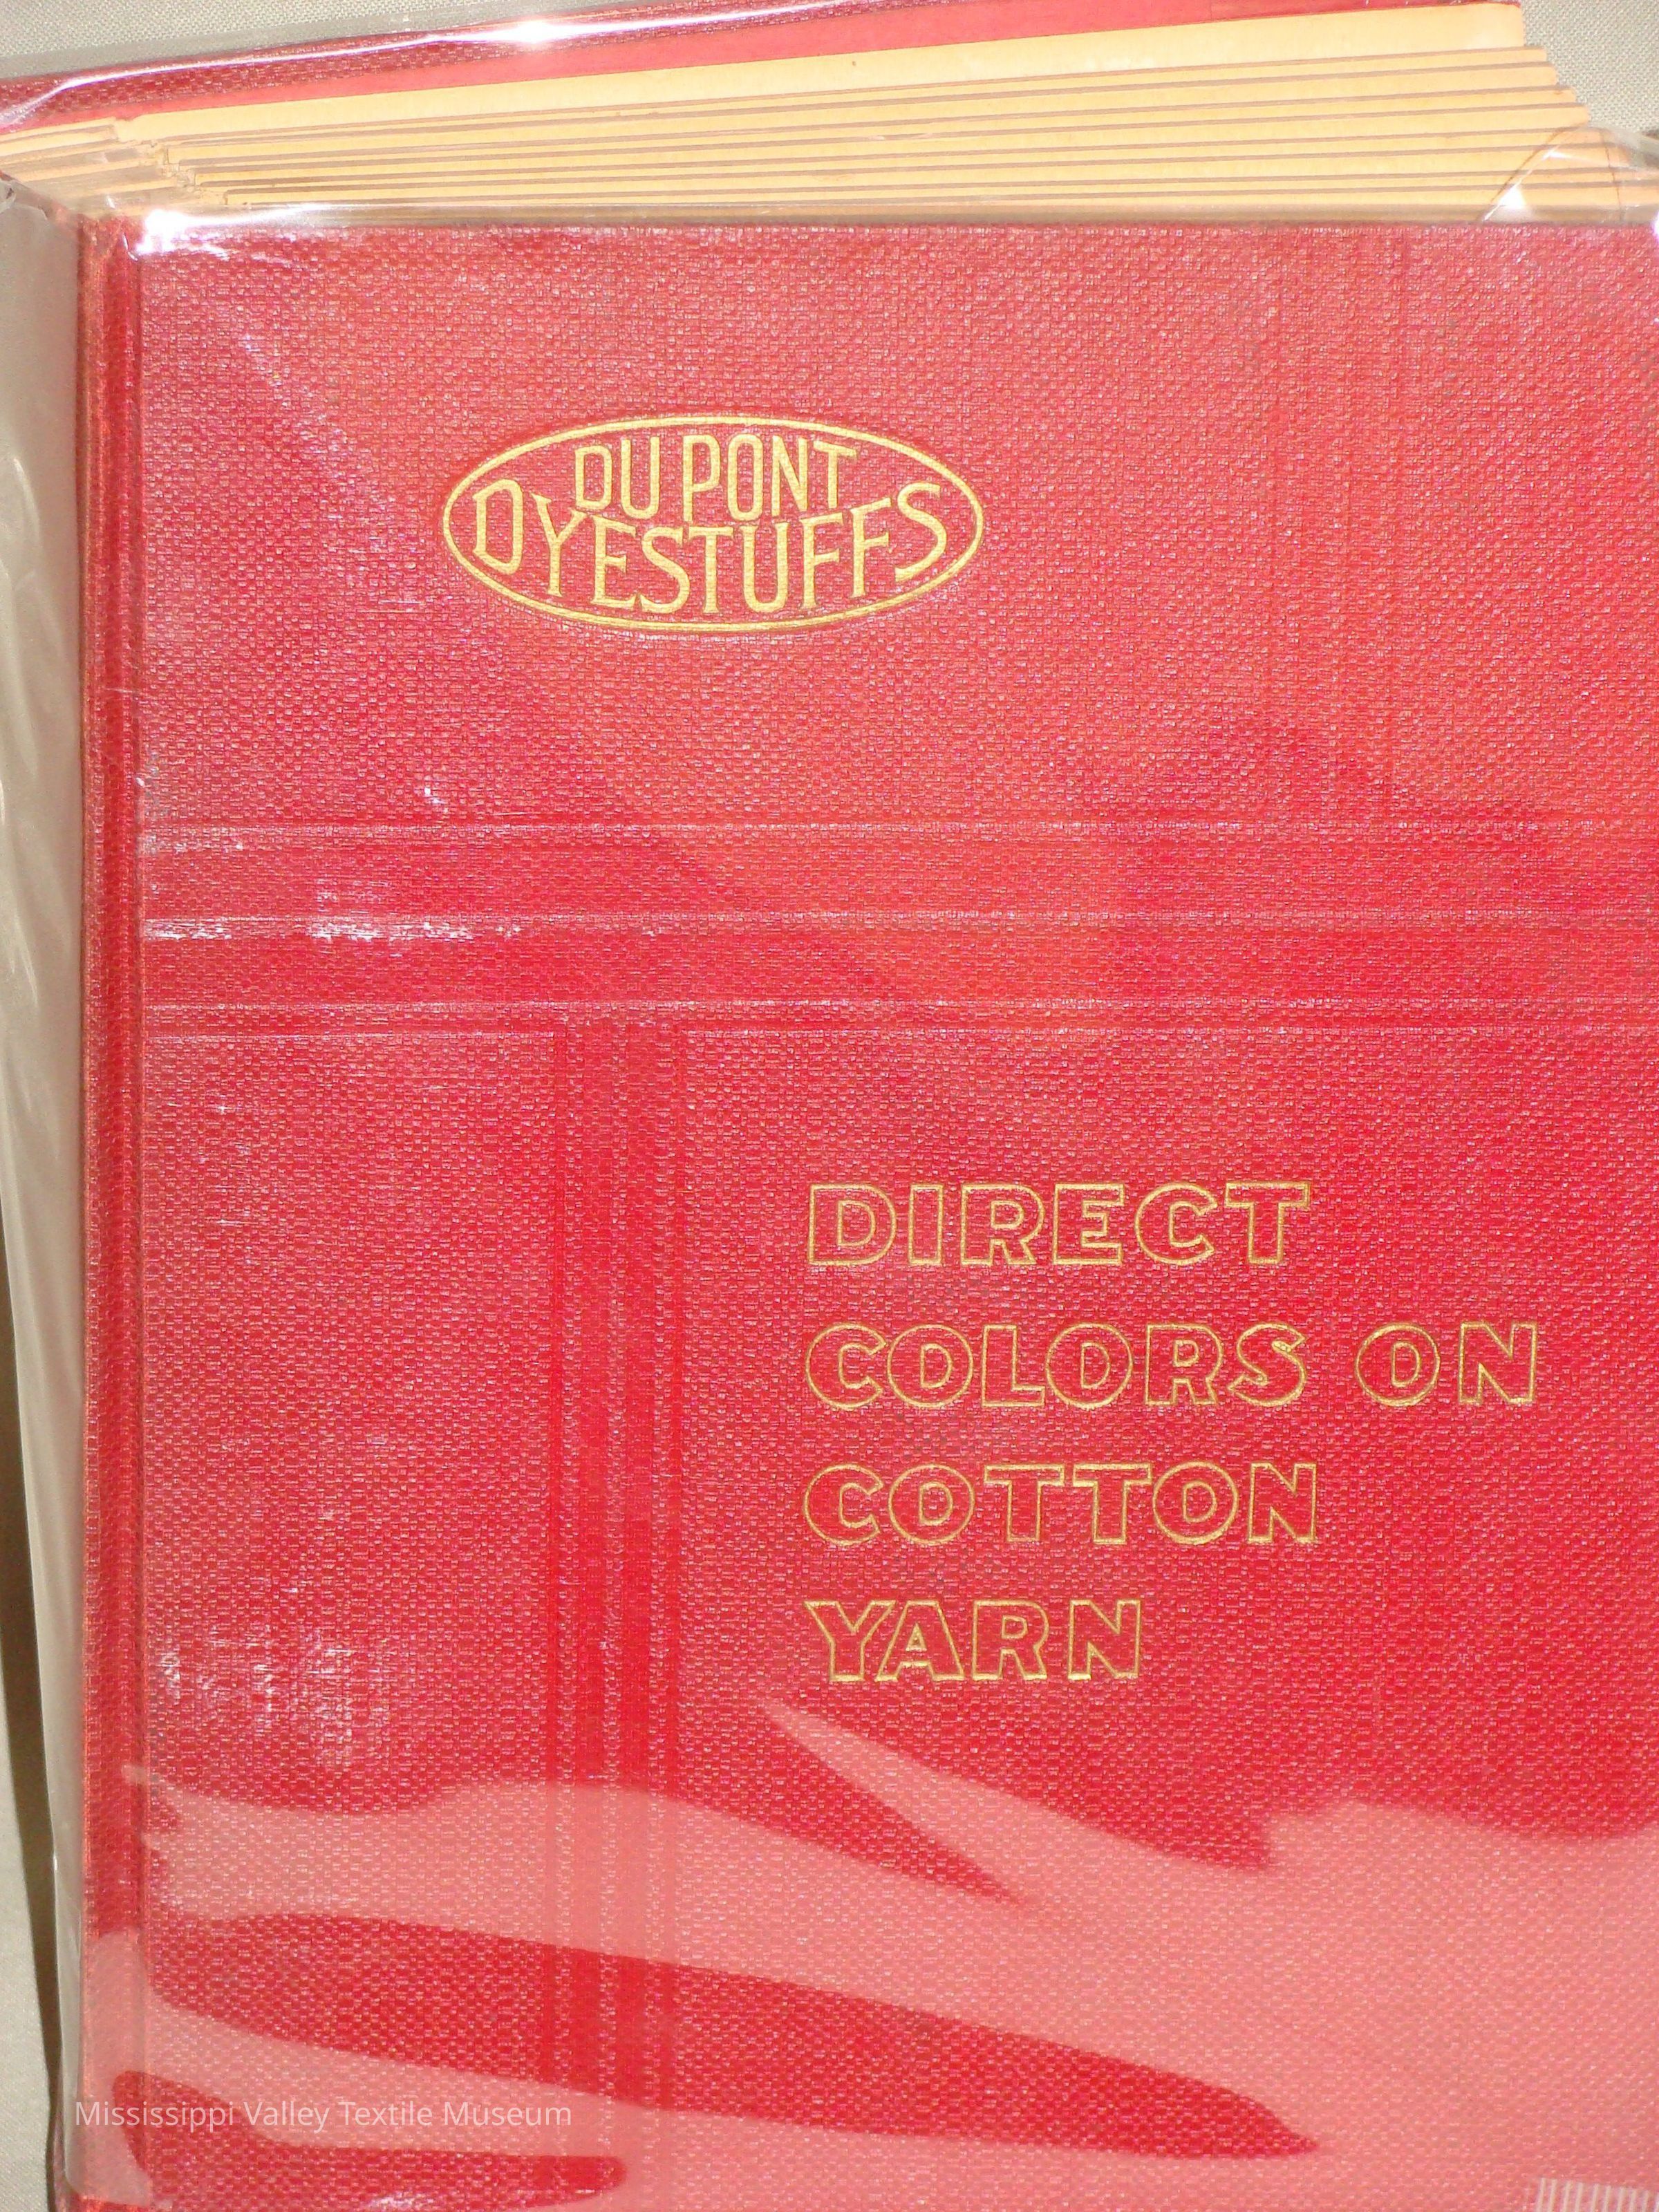 DU PONT
DYESTUFFS
DIRECT
COLORS ON
COTTON
YARN
Mississippi Valley Textile Museum